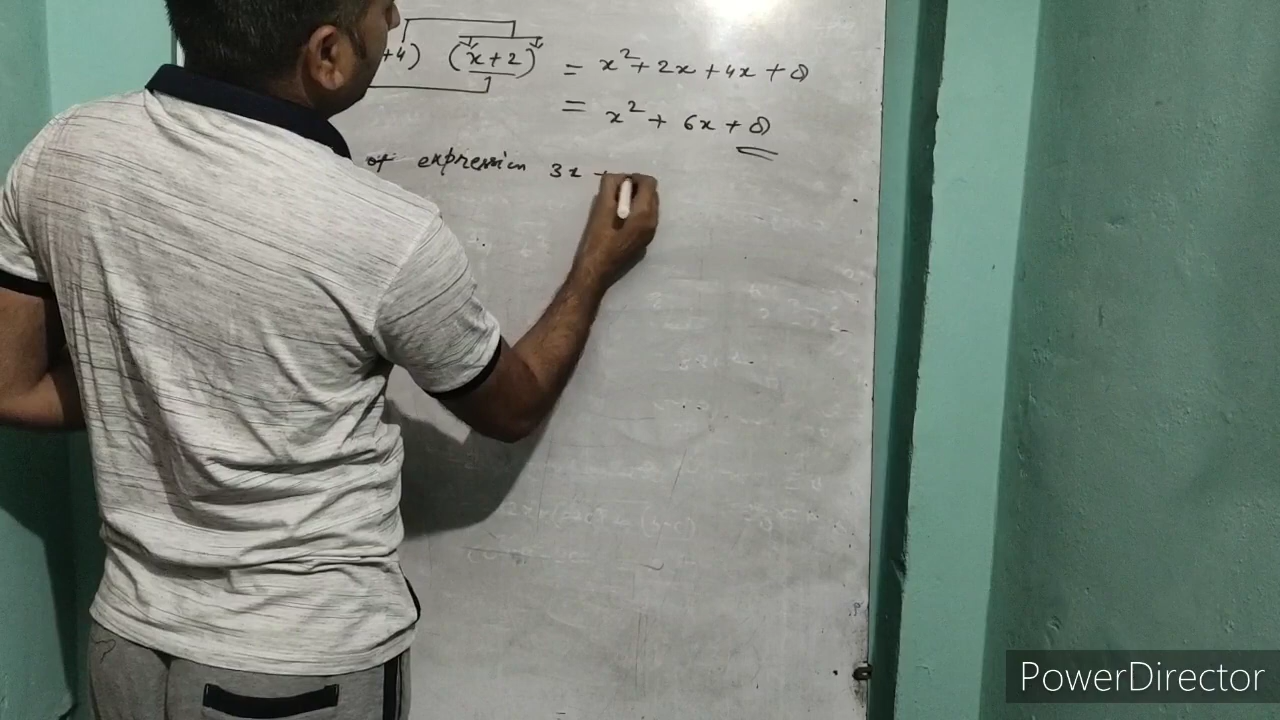 +4) (x+2) = x²+ 2x + 4x + 8
= x² + 6x + 8
of expression 3x +
PowerDirector